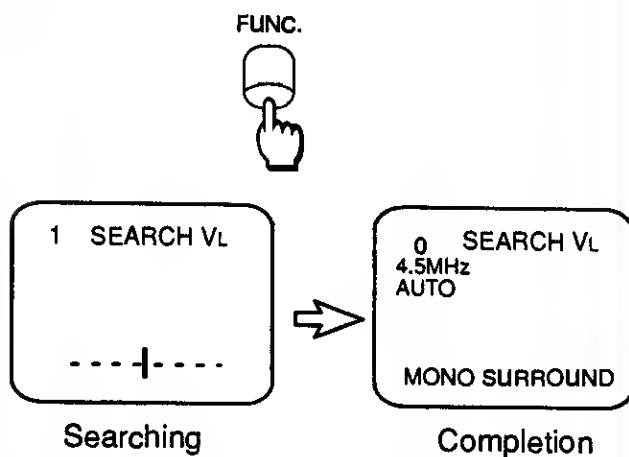 FUNC.
1 SEARCH VL
Searching
0 SEARCH VL
4.5MHz
AUTO
MONO SURROUND
Completion